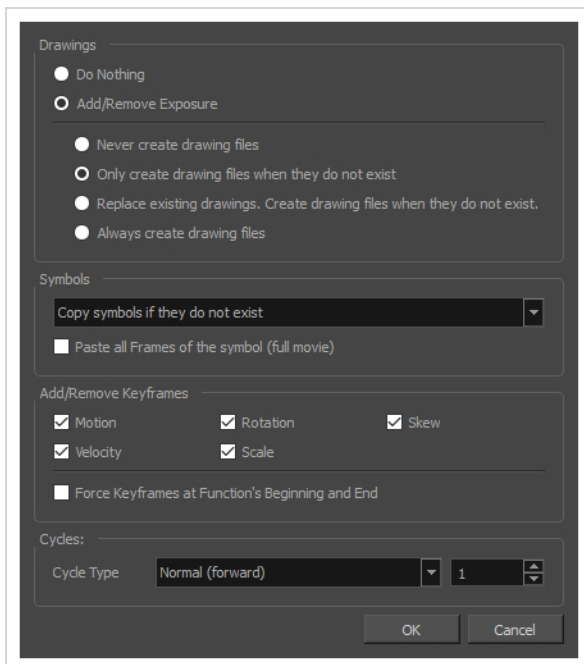 Drawings
Do Nothing
Add/Remove Exposure
Never create drawing files
Only create drawing files when they do not exist
Replace existing drawings. Create drawing files when they do not exist.
Always create drawing files
Symbols
Copy symbols if they do not exist
Paste all Frames of the symbol (full movie)
Add/Remove Keyframes
Motion Rotation Skew
Velocity Scale
Force Keyframes at Function's Beginning and End
Cycles:
Cycle Type Normal (forward) 1
OK Cancel